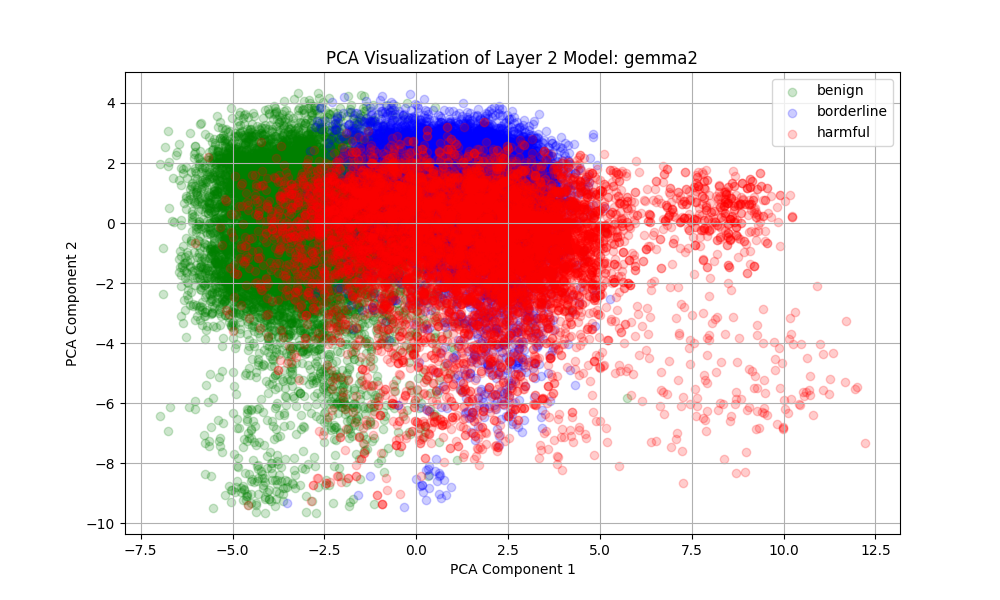 PCA Visualization of Layer 2 Model: gemma2
benign
borderline
harmful
4
2
0
−2
−4
−6
−8
−10
PCA Component 2
−7.5 −5.0 −2.5 0.0 2.5 5.0 7.5 10.0 12.5
PCA Component 1